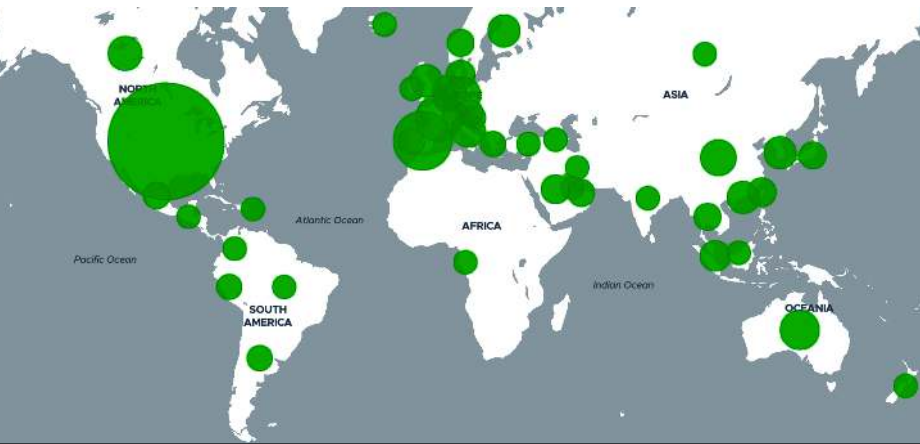 NORTH
AMERICA
ASIA
Atlantic Ocean
AFRICA
Pacific Ocean
Indian Ocean
SOUTH
AMERICA
OCEANIA